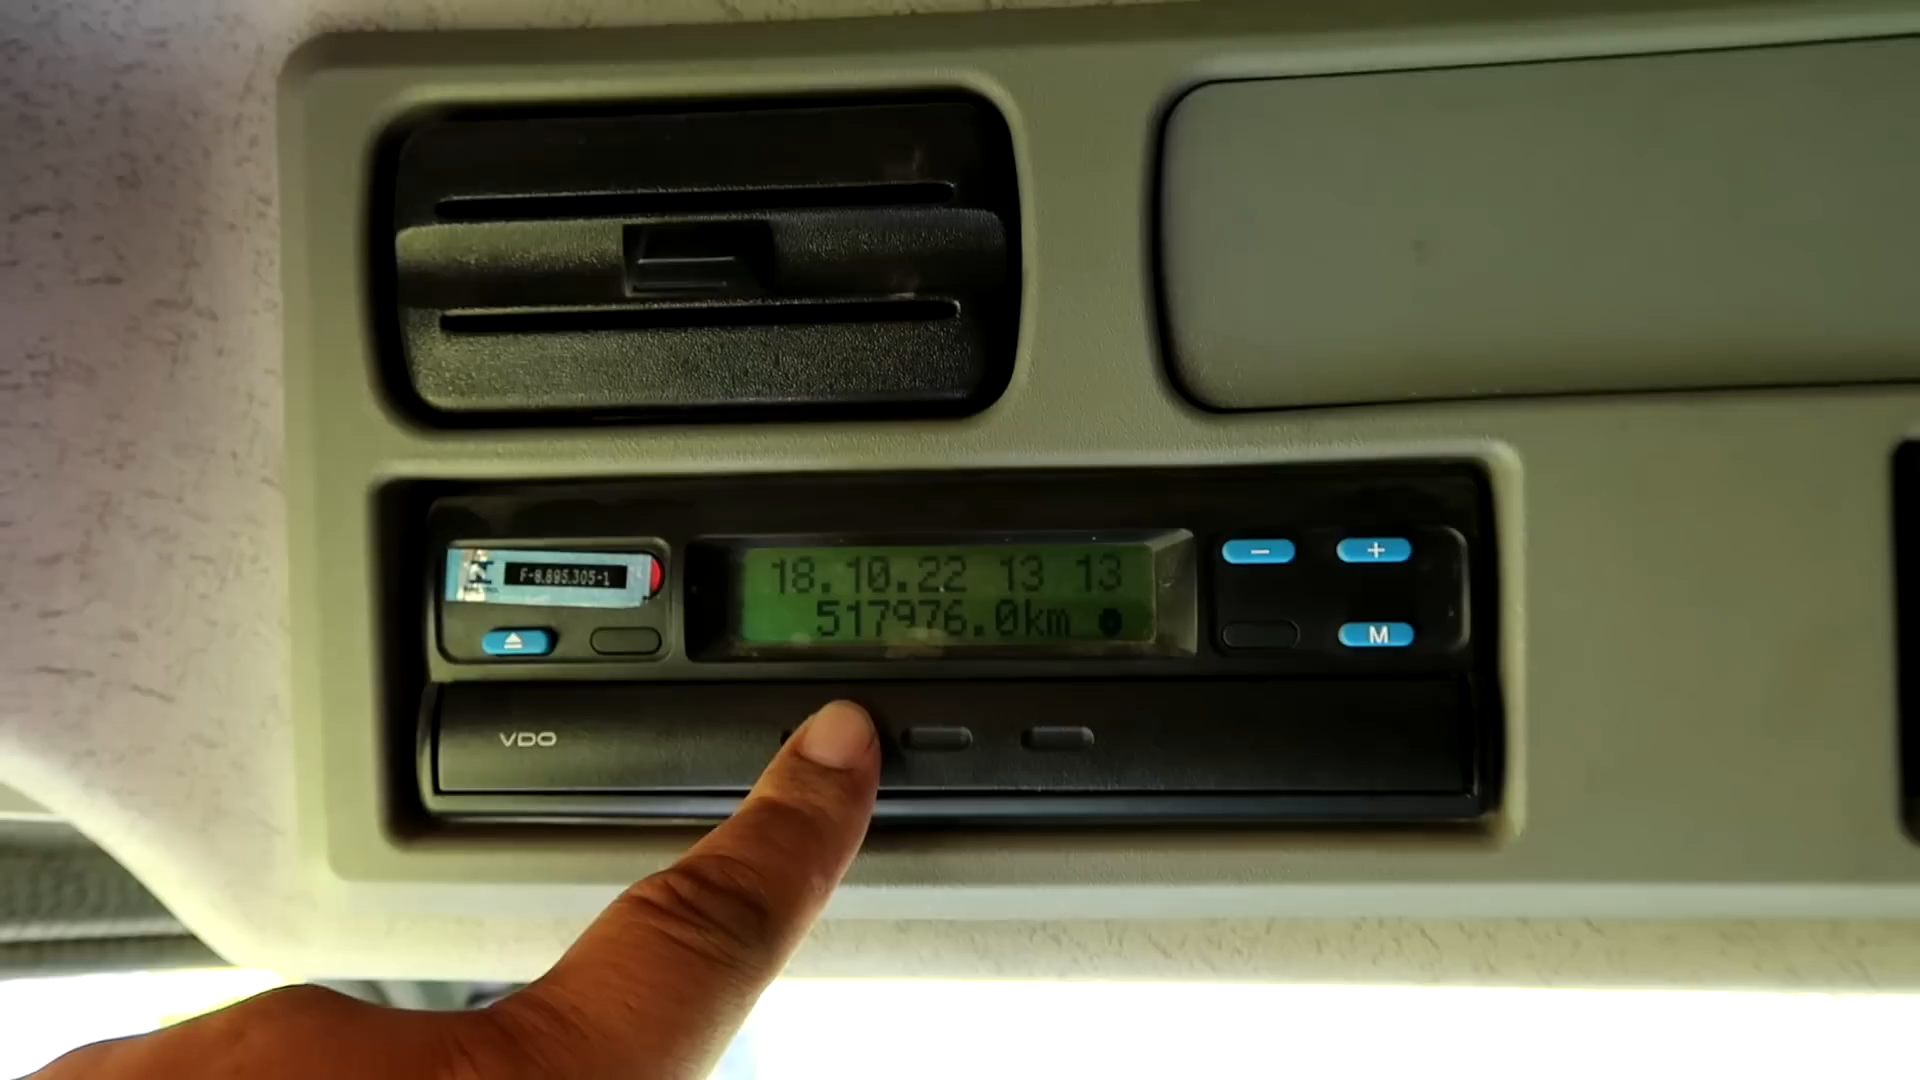 F-8.895.305-1
18.10.22 13 13
517976.0km
− +
M
VDO